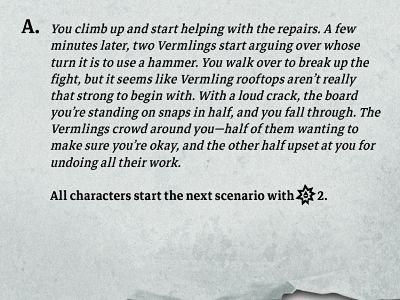 A. You climb up and start helping with the repairs. A few
minutes later, two Vermlings start arguing over whose
turn it is to use a hammer. You walk over to break up the
fight, but it seems like Vermling rooftops aren't really
that strong to begin with. With a loud crack, the board
you're standing on snaps in half, and you fall through. The
Vermlings crowd around you—half of them wanting to
make sure you're okay, and the other half upset at you for
undoing all their work.
All characters start the next scenario with 2.